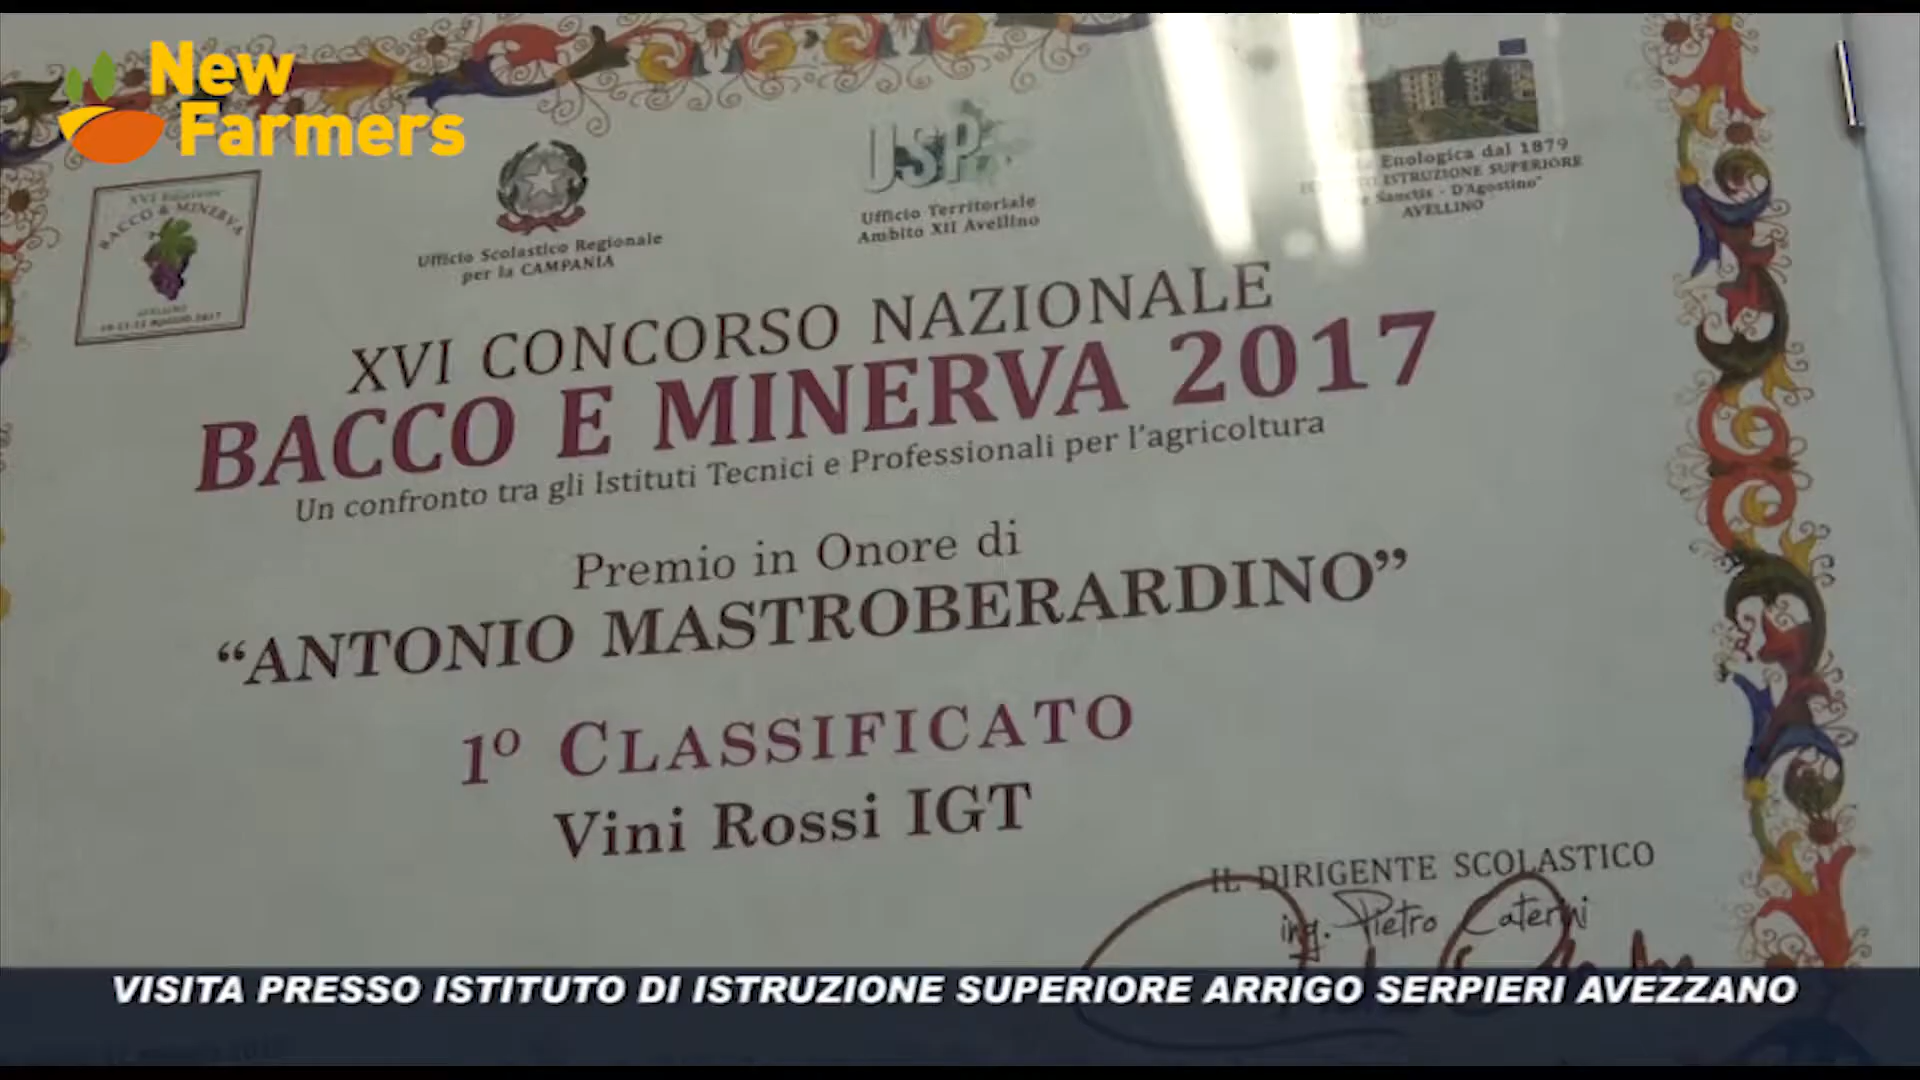 New
Farmers
XVI Edizione
BACCO & MINERVA
AVELLINO
Ufficio Scolastico Regionale
per la CAMPANIA
USP
Ufficio Territoriale
Ambito XII Avellino
Enologica dal 1879
ISTRUZIONE SUPERIORE
Sanctis - D'Agostino"
AVELLINO
XVI CONCORSO NAZIONALE
BACCO E MINERVA 2017
Un confronto tra gli Istituti Tecnici e Professionali per l'agricoltura
Premio in Onore di
“ANTONIO MASTROBERARDINO”
1° CLASSIFICATO
Vini Rossi IGT
IL DIRIGENTE SCOLASTICO
ing. Pietro Caterini
VISITA PRESSO ISTITUTO DI ISTRUZIONE SUPERIORE ARRIGO SERPIERI AVEZZANO